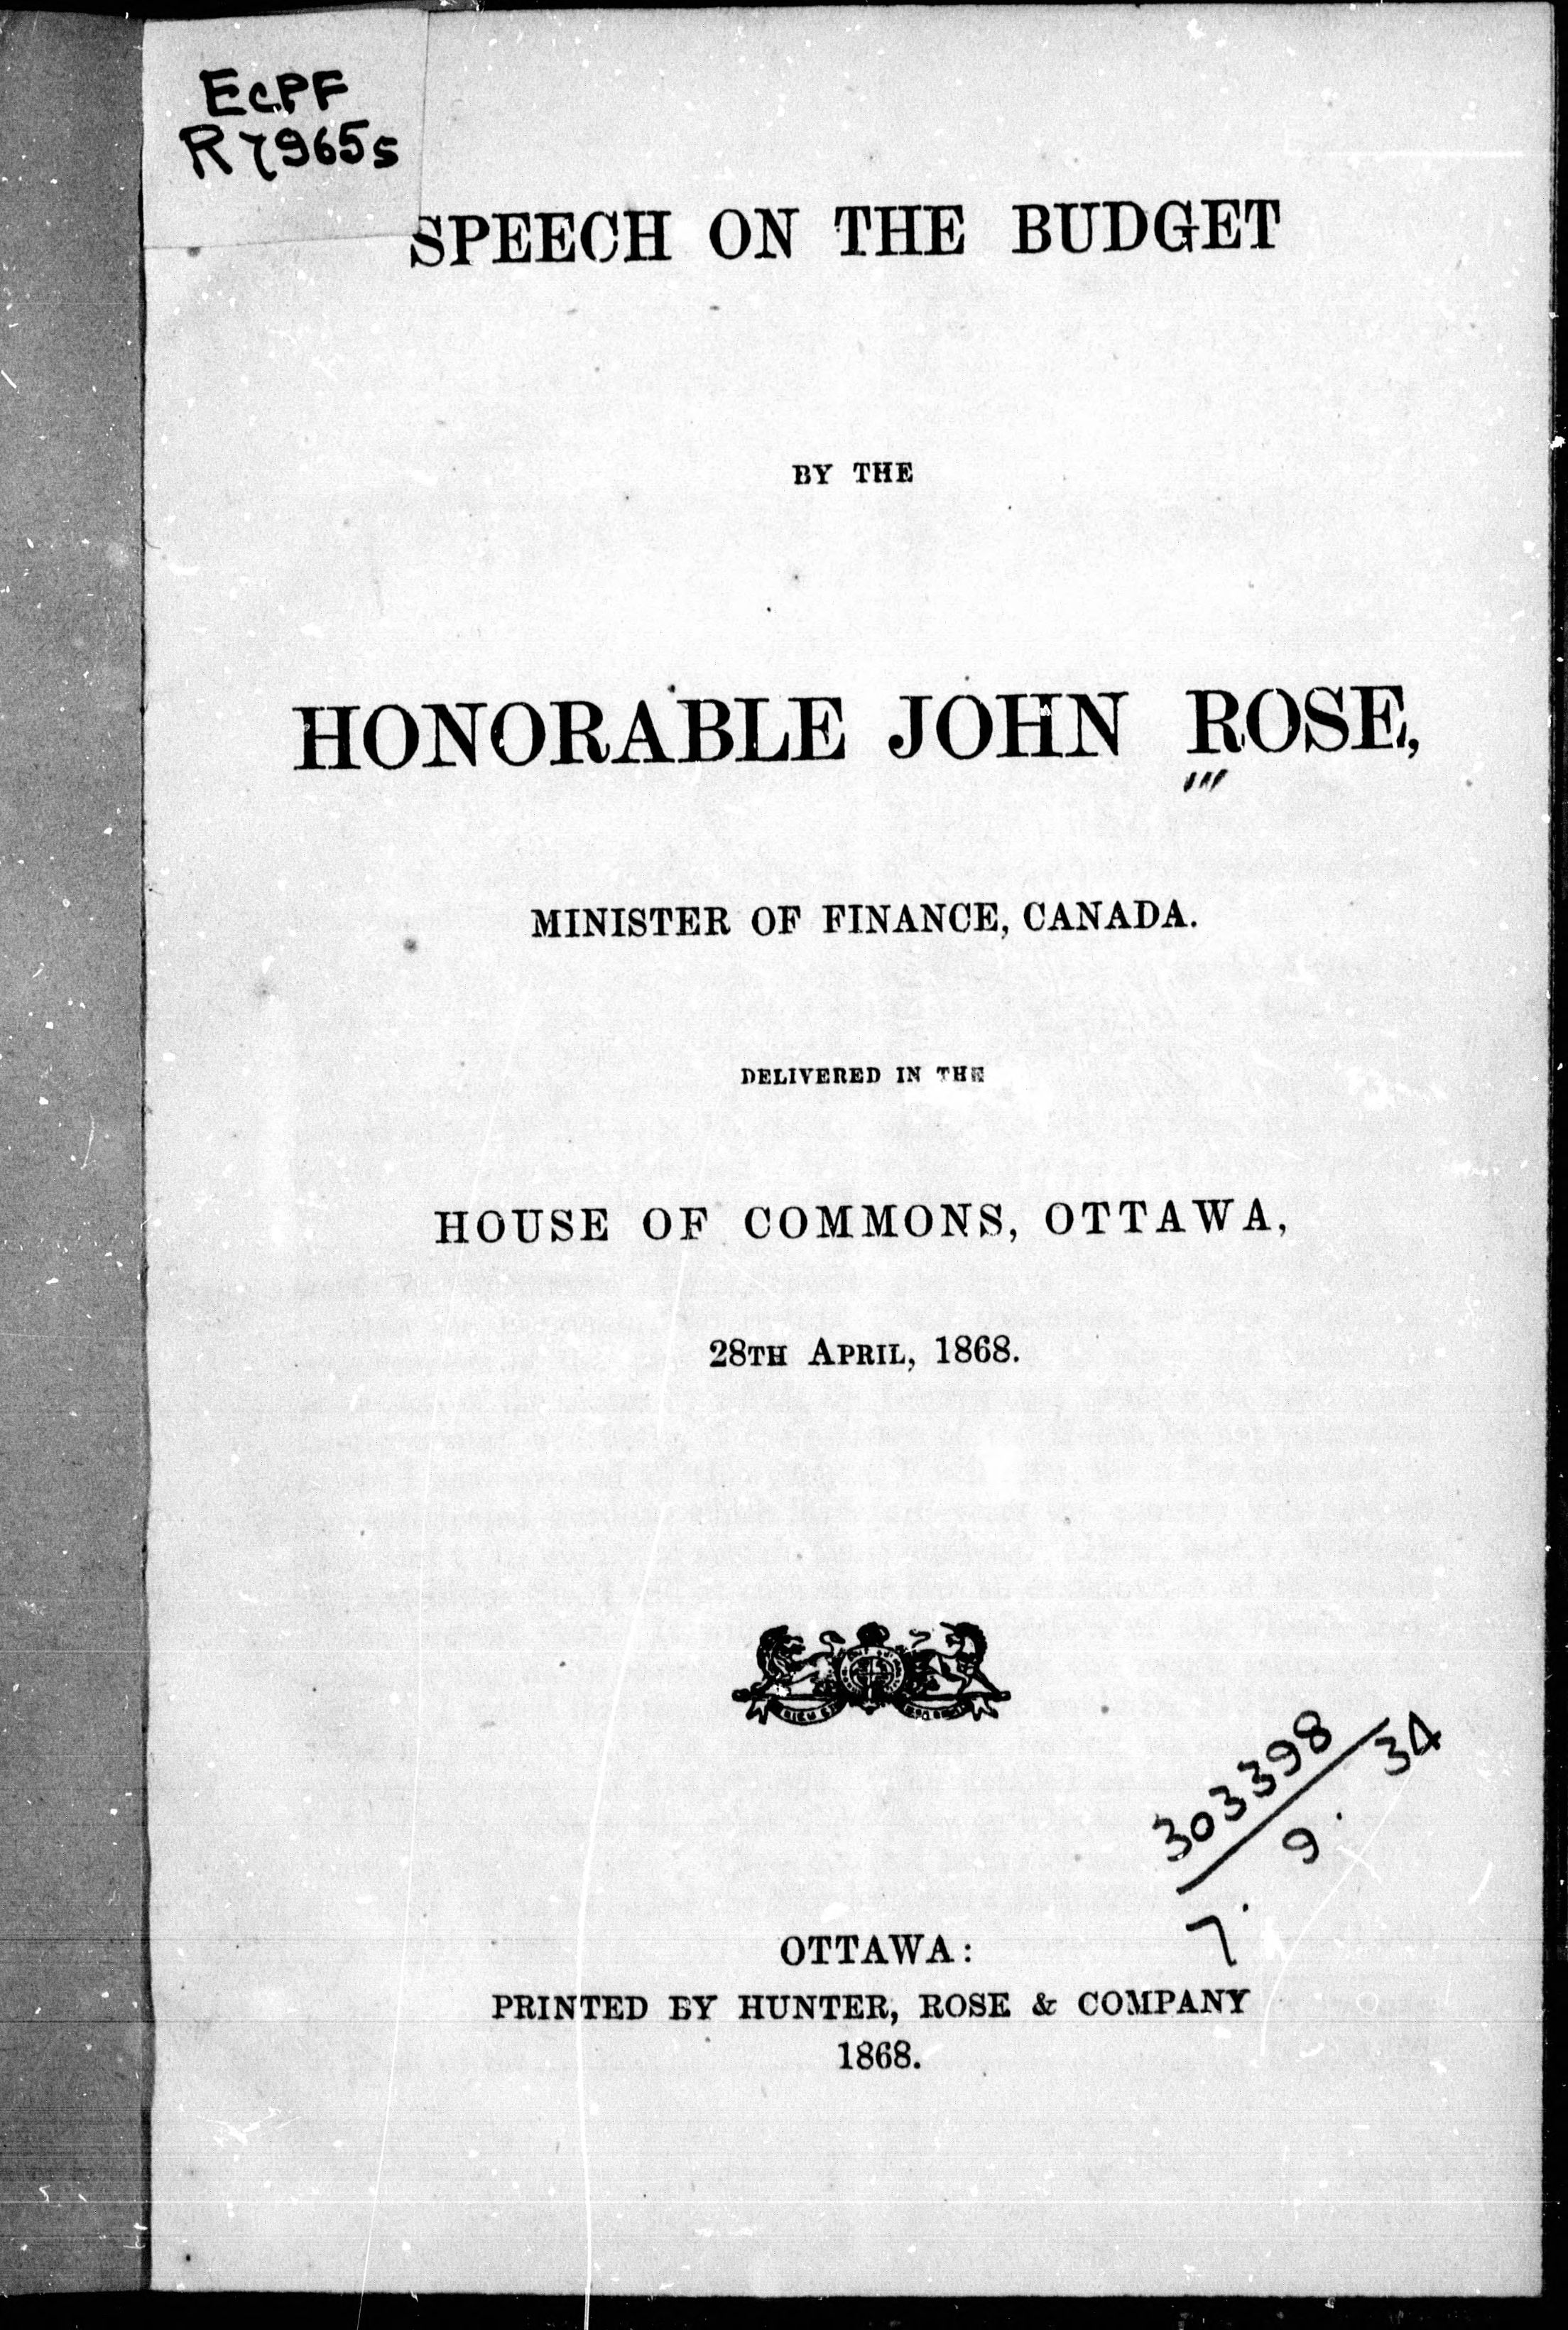 EcPF
R7965s
SPEECH ON THE BUDGET
BY THE
HONORABLE JOHN ROSE,
MINISTER OF FINANCE, CANADA.
DELIVERED IN THE
HOUSE OF COMMONS, OTTAWA,
28TH APRIL, 1868.
303398
7. 9. 34
OTTAWA:
PRINTED BY HUNTER, ROSE & COMPANY
1868.